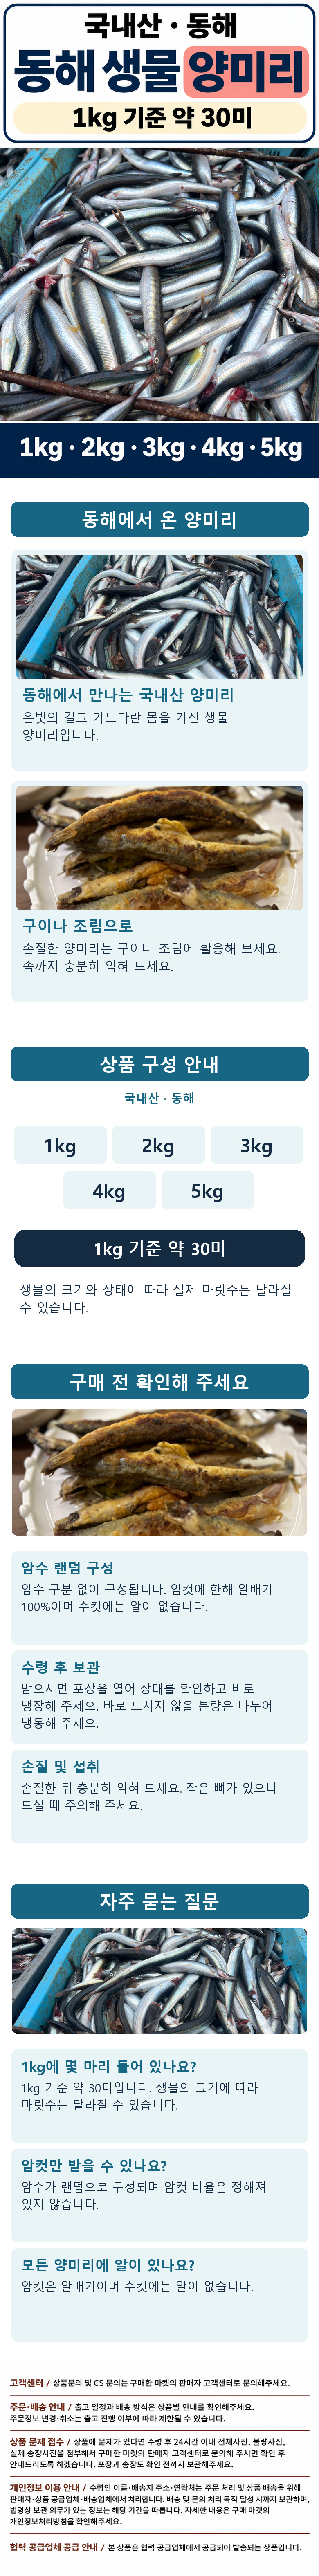 국내산 · 동해
동해 생물 양미리
1kg 기준 약 30미
1kg · 2kg · 3kg · 4kg · 5kg
동해에서 온 양미리
동해에서 만나는 국내산 양미리
은빛의 길고 가느다란 몸을 가진 생물
양미리입니다.
구이나 조림으로
손질한 양미리는 구이나 조림에 활용해 보세요.
속까지 충분히 익혀 드세요.
상품 구성 안내
국내산 · 동해
1kg 2kg 3kg
4kg 5kg
1kg 기준 약 30미
생물의 크기와 상태에 따라 실제 마릿수는 달라질
수 있습니다.
구매 전 확인해 주세요
암수 랜덤 구성
암수 구분 없이 구성됩니다. 암컷에 한해 알배기
100%이며 수컷에는 알이 없습니다.
수령 후 보관
받으시면 포장을 열어 상태를 확인하고 바로
냉장해 주세요. 바로 드시지 않을 분량은 나누어
냉동해 주세요.
손질 및 섭취
손질한 뒤 충분히 익혀 드세요. 작은 뼈가 있으니
드실 때 주의해 주세요.
자주 묻는 질문
1kg에 몇 마리 들어 있나요?
1kg 기준 약 30미입니다. 생물의 크기에 따라
마릿수는 달라질 수 있습니다.
암컷만 받을 수 있나요?
암수가 랜덤으로 구성되며 암컷 비율은 정해져
있지 않습니다.
모든 양미리에 알이 있나요?
암컷은 알배기이며 수컷에는 알이 없습니다.
고객센터 / 상품문의 및 CS 문의는 구매한 마켓의 판매자 고객센터로 문의해주세요.
주문·배송 안내 / 출고 일정과 배송 방식은 상품별 안내를 확인해주세요.
주문정보 변경·취소는 출고 진행 여부에 따라 제한될 수 있습니다.
상품 문제 접수 / 상품에 문제가 있다면 수령 후 24시간 이내 전체사진, 불량사진,
실제 송장사진을 첨부해서 구매한 마켓의 판매자 고객센터로 문의해 주시면 확인 후
안내드리도록 하겠습니다. 포장과 송장도 확인 전까지 보관해주세요.
개인정보 이용 안내 / 수령인 이름·배송지 주소·연락처는 주문 처리 및 상품 배송을 위해
판매자·상품 공급업체·배송업체에서 처리합니다. 배송 및 문의 처리 목적 달성 시까지 보관하며,
법령상 보관 의무가 있는 정보는 해당 기간을 따릅니다. 자세한 내용은 구매 마켓의
개인정보처리방침을 확인해주세요.
협력 공급업체 공급 안내 / 본 상품은 협력 공급업체에서 공급되어 발송되는 상품입니다.